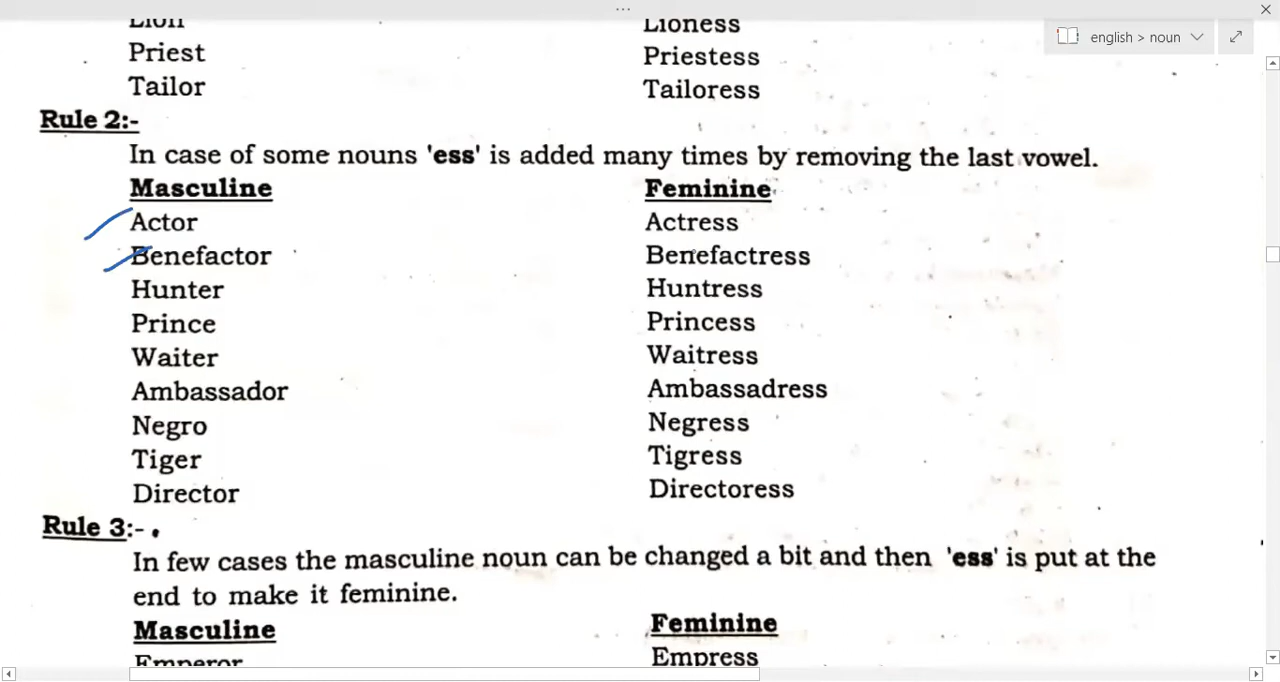 english > noun
Lion Lioness
Priest Priestess
Tailor Tailoress
Rule 2:-
In case of some nouns 'ess' is added many times by removing the last vowel.
Masculine Feminine
Actor Actress
Benefactor Benefactress
Hunter Huntress
Prince Princess
Waiter Waitress
Ambassador Ambassadress
Negro Negress
Tiger Tigress
Director Directoress
Rule 3:-
In few cases the masculine noun can be changed a bit and then 'ess' is put at the
end to make it feminine.
Masculine Feminine
Emperor Empress